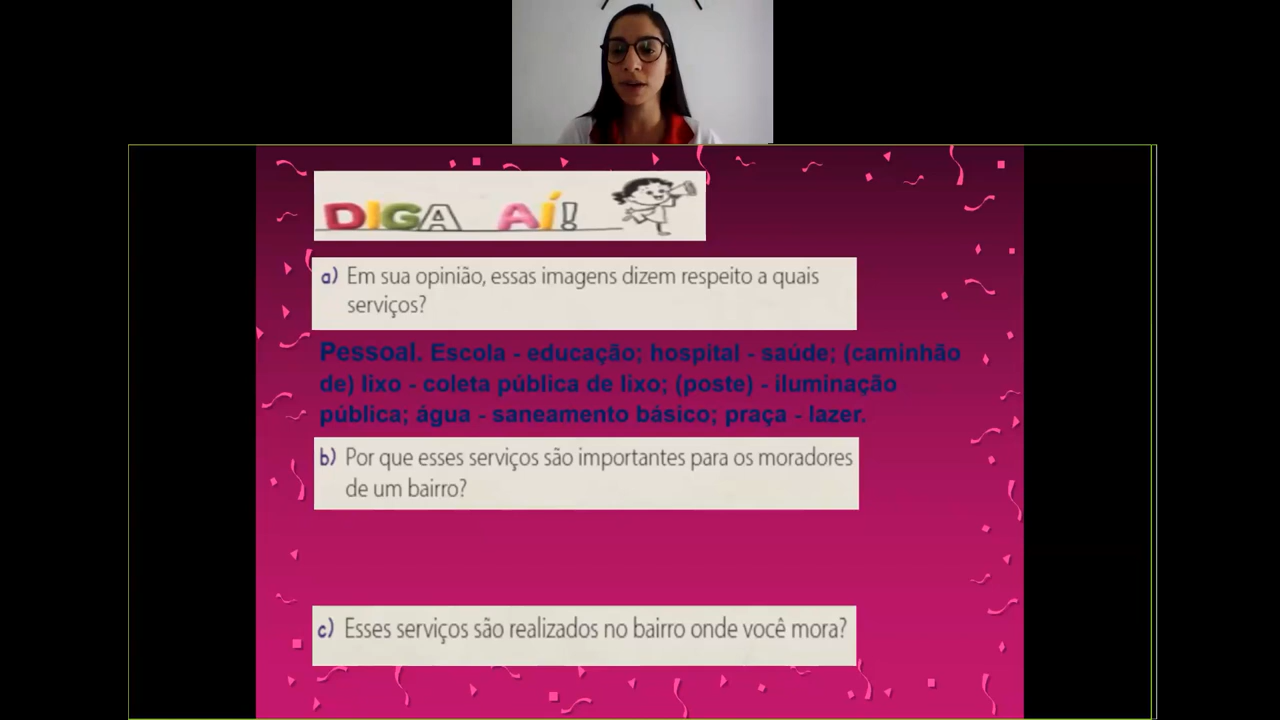 DIGA AÍ!
a) Em sua opinião, essas imagens dizem respeito a quais
serviços?
Pessoal. Escola - educação; hospital - saúde; (caminhão
de) lixo - coleta pública de lixo; (poste) - iluminação
pública; água - saneamento básico; praça - lazer.
b) Por que esses serviços são importantes para os moradores
de um bairro?
c) Esses serviços são realizados no bairro onde você mora?